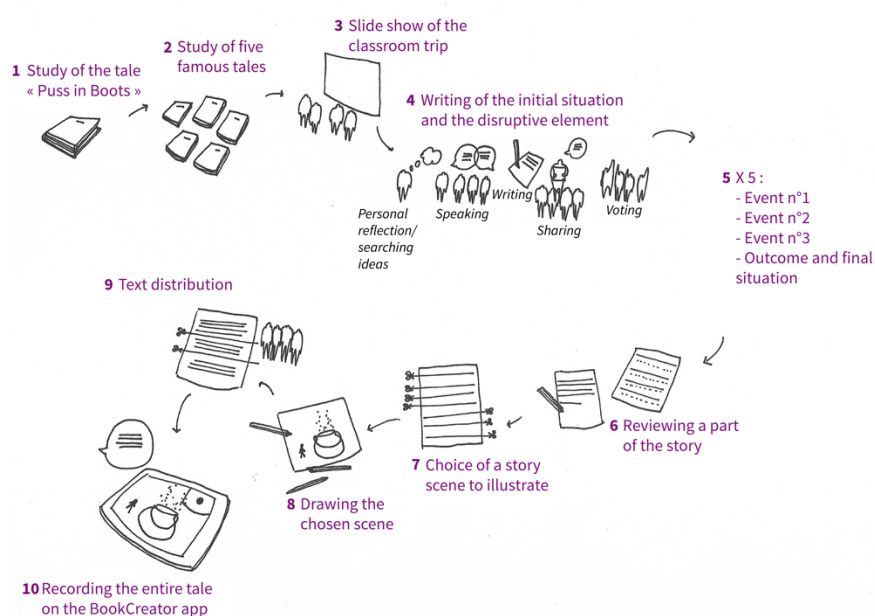 1 Study of the tale
« Puss in Boots »
2 Study of five
famous tales
3 Slide show of the
classroom trip
4 Writing of the initial situation
and the disruptive element
Personal
reflection/
searching
ideas
Speaking
Writing
Sharing
Voting
5 X 5 :
- Event n°1
- Event n°2
- Event n°3
- Outcome and final
situation
6 Reviewing a part
of the story
7 Choice of a story
scene to illustrate
8 Drawing the
chosen scene
9 Text distribution
10 Recording the entire tale
on the BookCreator app